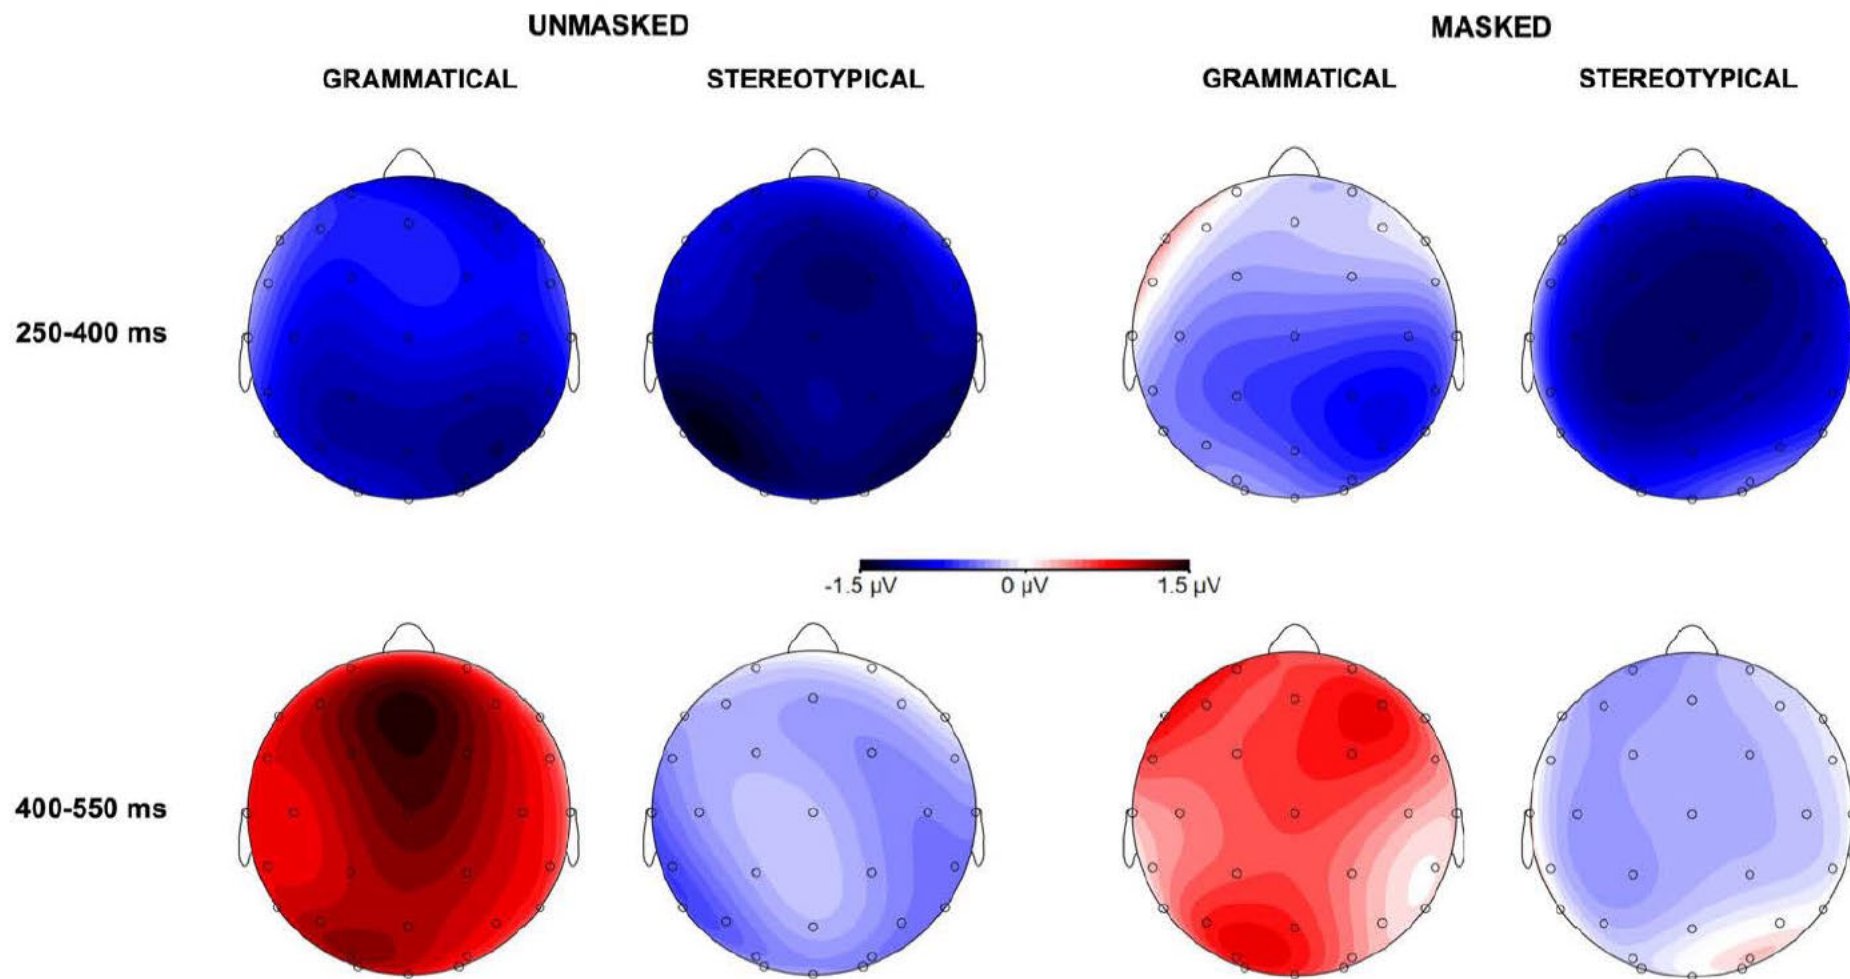 UNMASKED MASKED
GRAMMATICAL STEREOTYPICAL GRAMMATICAL STEREOTYPICAL
250-400 ms
-1.5 µV 0 µV 1.5 µV
400-550 ms